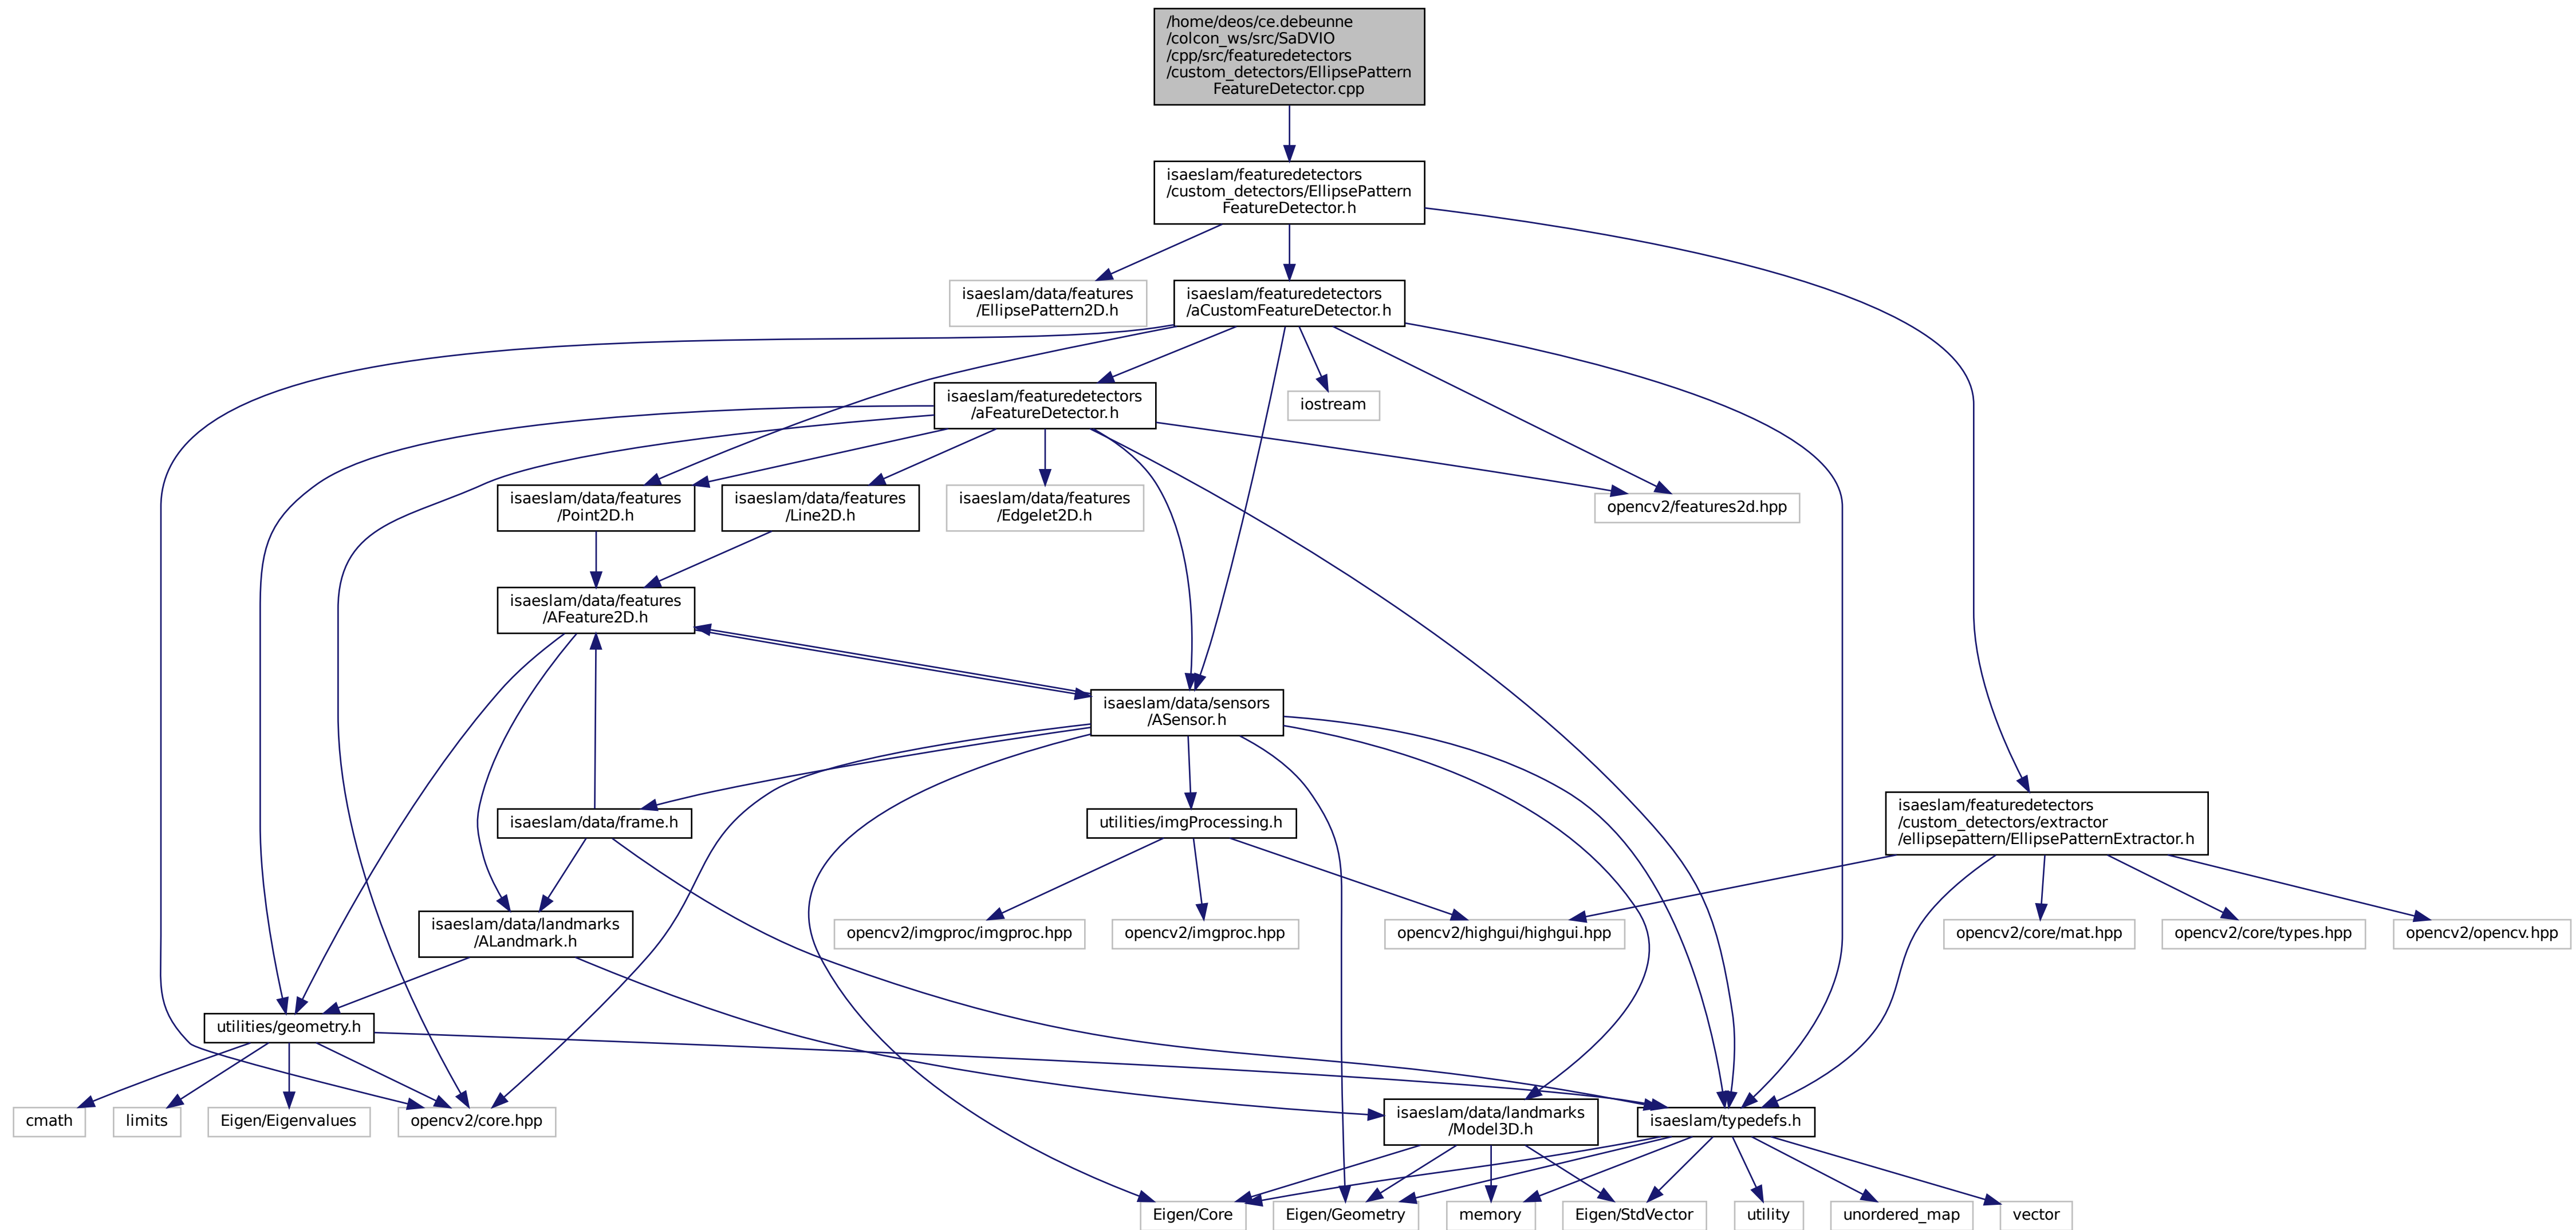 /home/deos/ce.debeunne
/colcon_ws/src/SaDVIO
/cpp/src/featuredetectors
/custom_detectors/EllipsePattern
FeatureDetector.cpp
isaeslam/featuredetectors
/custom_detectors/EllipsePattern
FeatureDetector.h
isaeslam/data/features
/EllipsePattern2D.h
isaeslam/featuredetectors
/aCustomFeatureDetector.h
isaeslam/featuredetectors
/aFeatureDetector.h
iostream
isaeslam/data/features
/Point2D.h
isaeslam/data/features
/Line2D.h
isaeslam/data/features
/Edgelet2D.h
opencv2/features2d.hpp
isaeslam/data/features
/AFeature2D.h
isaeslam/data/sensors
/ASensor.h
isaeslam/data/frame.h
utilities/imgProcessing.h
isaeslam/featuredetectors
/custom_detectors/extractor
/ellipsepattern/EllipsePatternExtractor.h
isaeslam/data/landmarks
/ALandmark.h
opencv2/imgproc/imgproc.hpp
opencv2/imgproc.hpp
opencv2/highgui/highgui.hpp
opencv2/core/mat.hpp
opencv2/core/types.hpp
opencv2/opencv.hpp
utilities/geometry.h
cmath
limits
Eigen/Eigenvalues
opencv2/core.hpp
isaeslam/data/landmarks
/Model3D.h
isaeslam/typedefs.h
Eigen/Core
Eigen/Geometry
memory
Eigen/StdVector
utility
unordered_map
vector